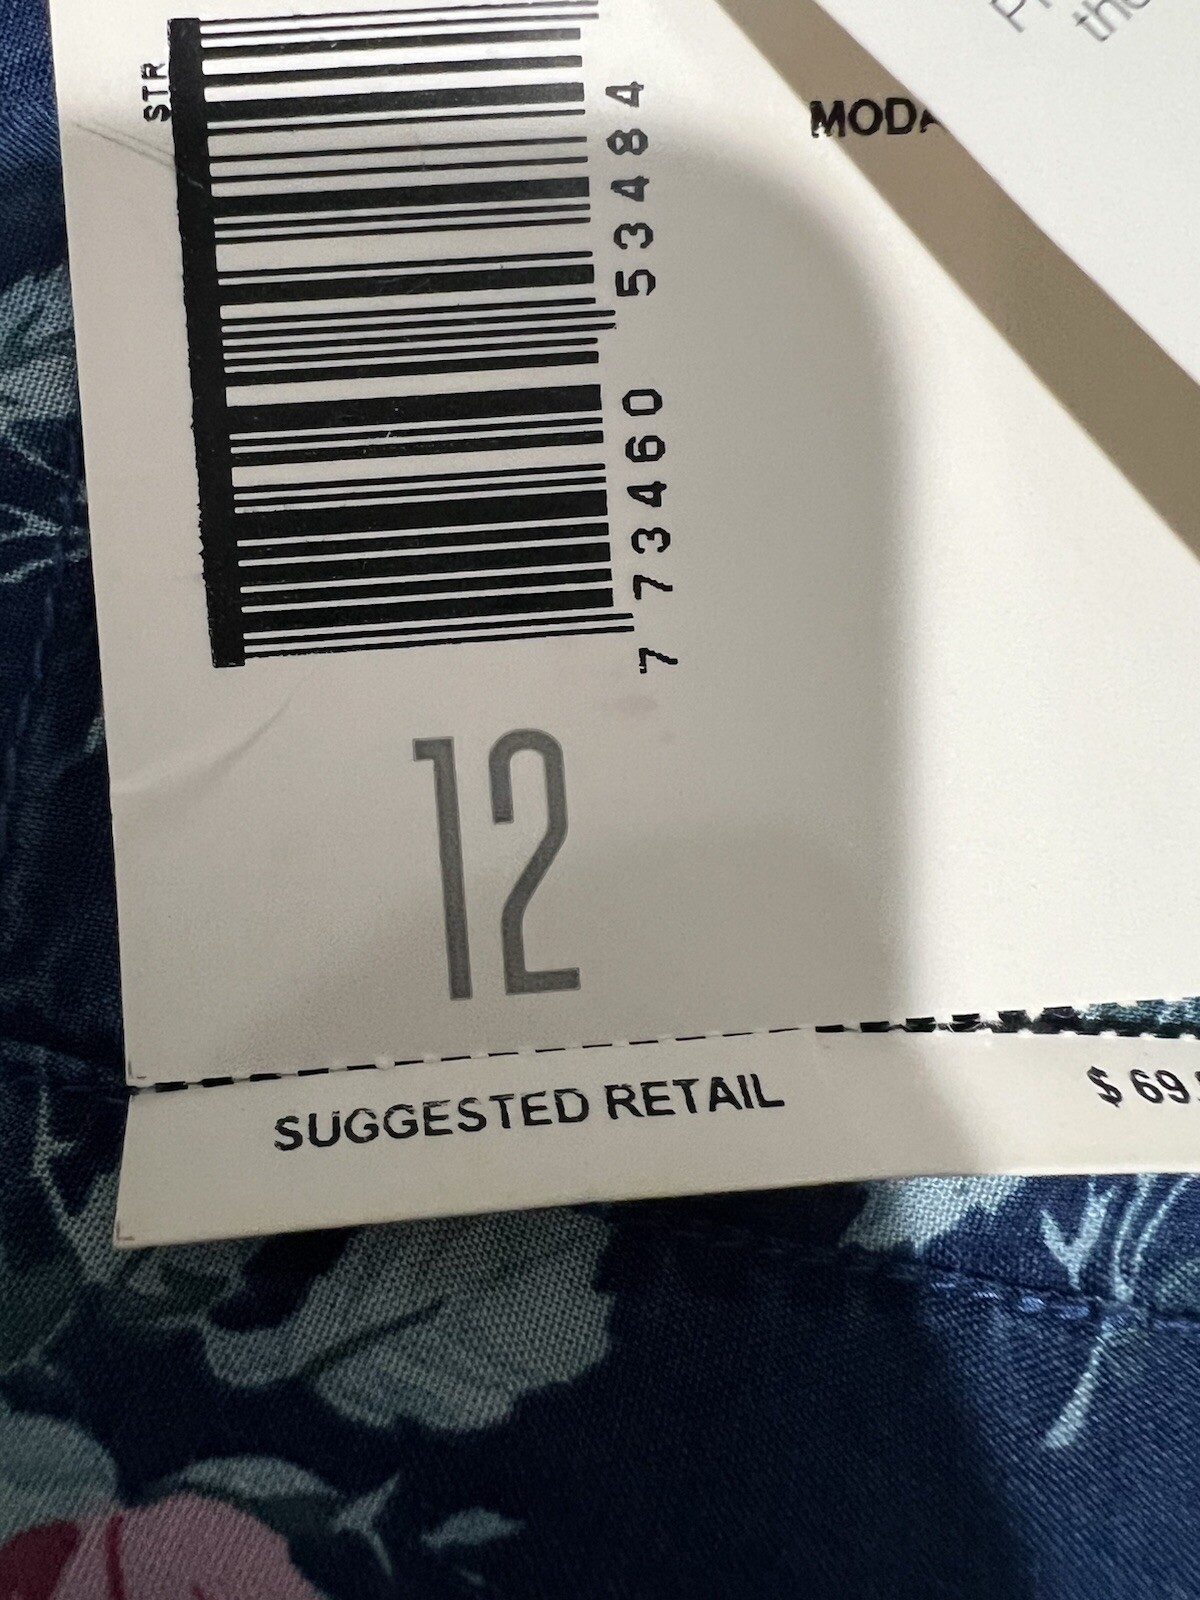 STR
7 73460 53484
MODA
12
SUGGESTED RETAIL $ 69.